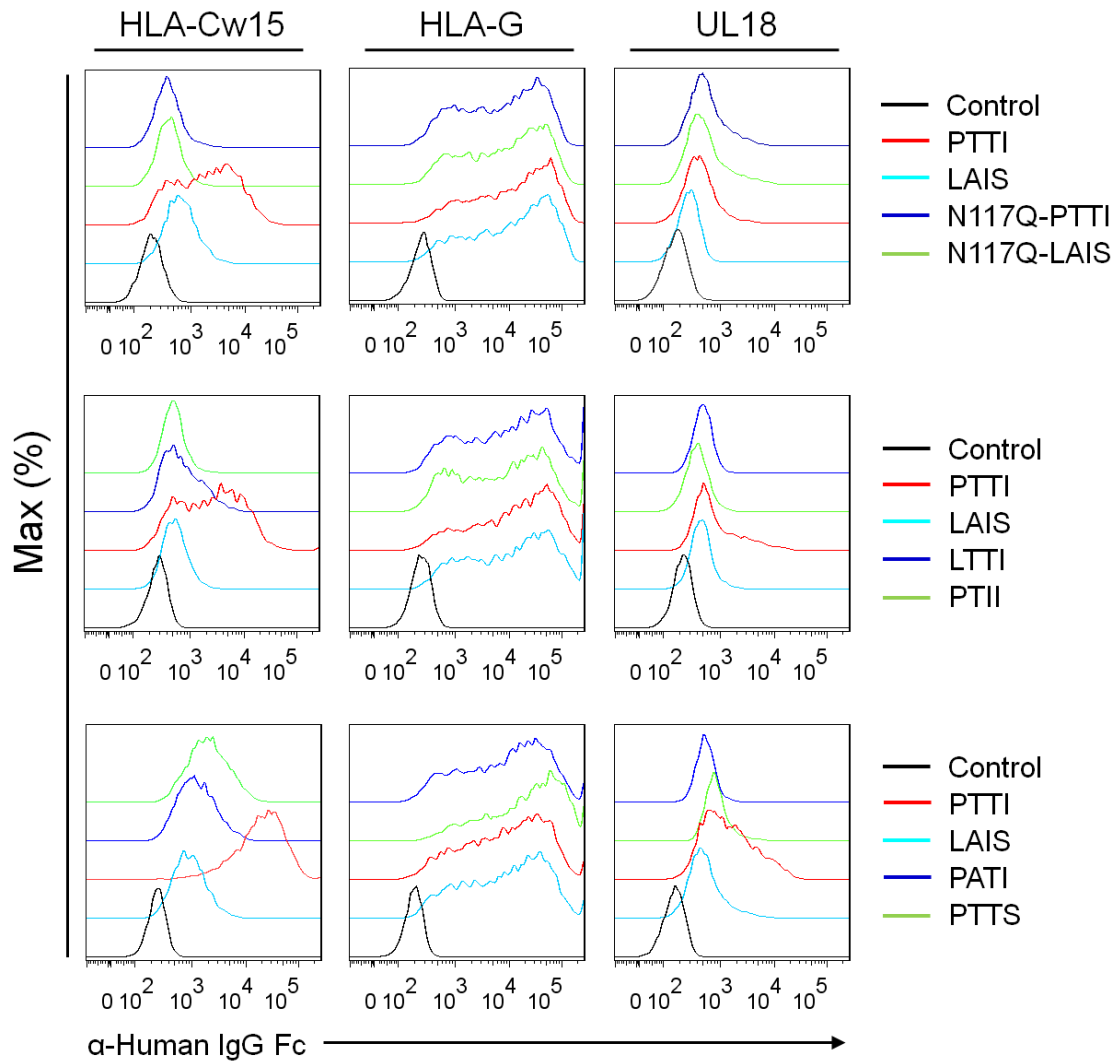 HLA-Cw15 HLA-G UL18
Control
PTTI
LAIS
N117Q-PTTI
N117Q-LAIS
0 10² 10³ 10⁴ 10⁵ 0 10² 10³ 10⁴ 10⁵ 0 10² 10³ 10⁴ 10⁵
Max (%)
Control
PTTI
LAIS
LTTI
PTII
0 10² 10³ 10⁴ 10⁵ 0 10² 10³ 10⁴ 10⁵ 0 10² 10³ 10⁴ 10⁵
Control
PTTI
LAIS
PATI
PTTS
0 10² 10³ 10⁴ 10⁵ 0 10² 10³ 10⁴ 10⁵ 0 10² 10³ 10⁴ 10⁵
α-Human IgG Fc